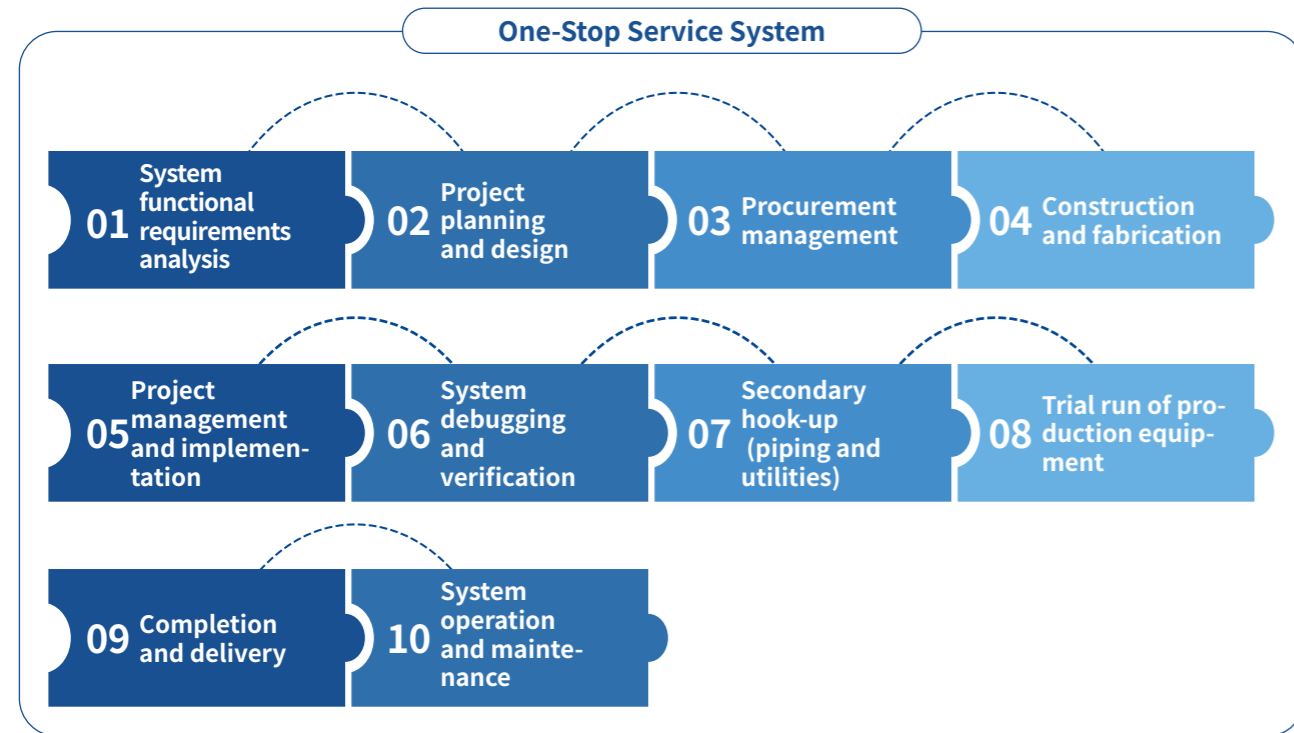 One-Stop Service System
01
System
functional
requirements
analysis
02
Project
planning
and design
03
Procurement
management
04
Construction
and fabrication
05
Project
management
and implemen-
tation
06
System
debugging
and
verification
07
Secondary
hook-up
(piping and
utilities)
08
Trial run of pro-
duction equip-
ment
09
Completion
and delivery
10
System
operation
and mainte-
nance